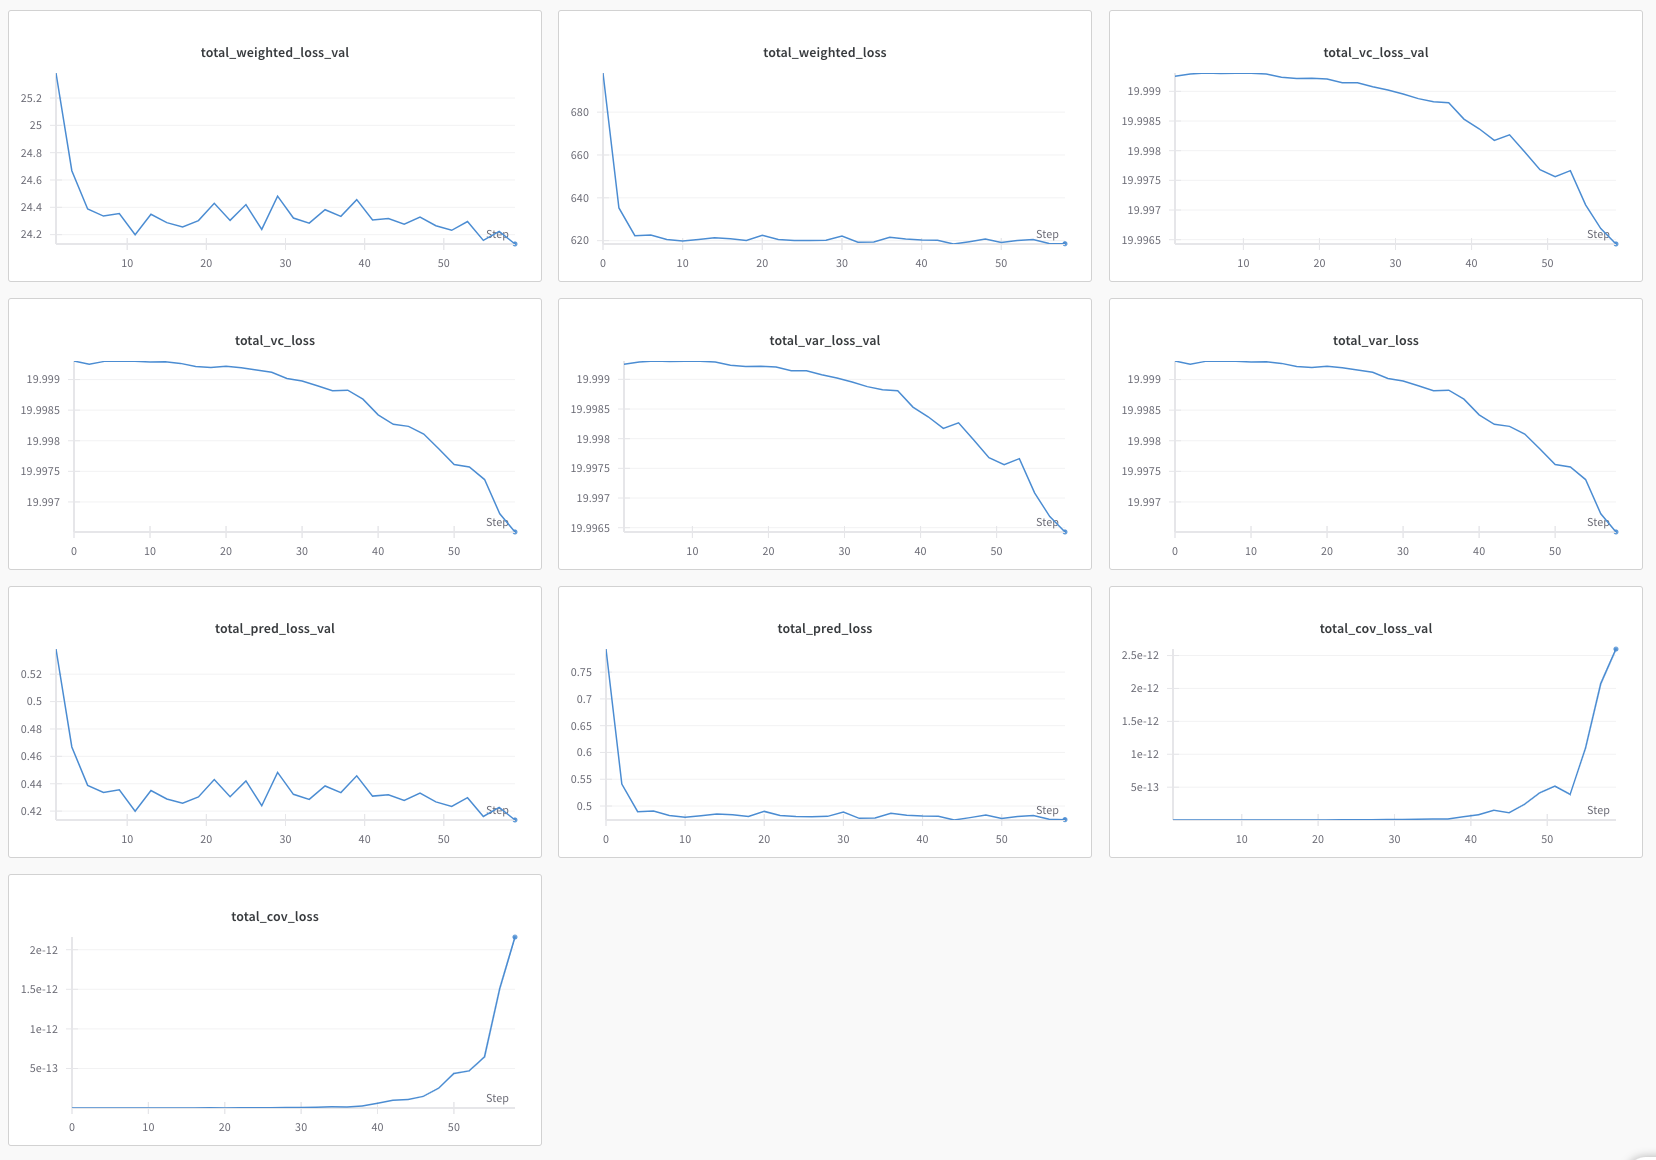 total_weighted_loss_val
25.2
25
24.8
24.6
24.4
24.2
Step
10 20 30 40 50
total_weighted_loss
680
660
640
620
Step
0 10 20 30 40 50
total_vc_loss_val
19.999
19.9985
19.998
19.9975
19.997
19.9965
Step
10 20 30 40 50
total_vc_loss
19.999
19.9985
19.998
19.9975
19.997
Step
0 10 20 30 40 50
total_var_loss_val
19.999
19.9985
19.998
19.9975
19.997
19.9965
Step
10 20 30 40 50
total_var_loss
19.999
19.9985
19.998
19.9975
19.997
Step
0 10 20 30 40 50
total_pred_loss_val
0.52
0.5
0.48
0.46
0.44
0.42
Step
10 20 30 40 50
total_pred_loss
0.75
0.7
0.65
0.6
0.55
0.5
Step
0 10 20 30 40 50
total_cov_loss_val
2.5e-12
2e-12
1.5e-12
1e-12
5e-13
Step
10 20 30 40 50
total_cov_loss
2e-12
1.5e-12
1e-12
5e-13
Step
0 10 20 30 40 50